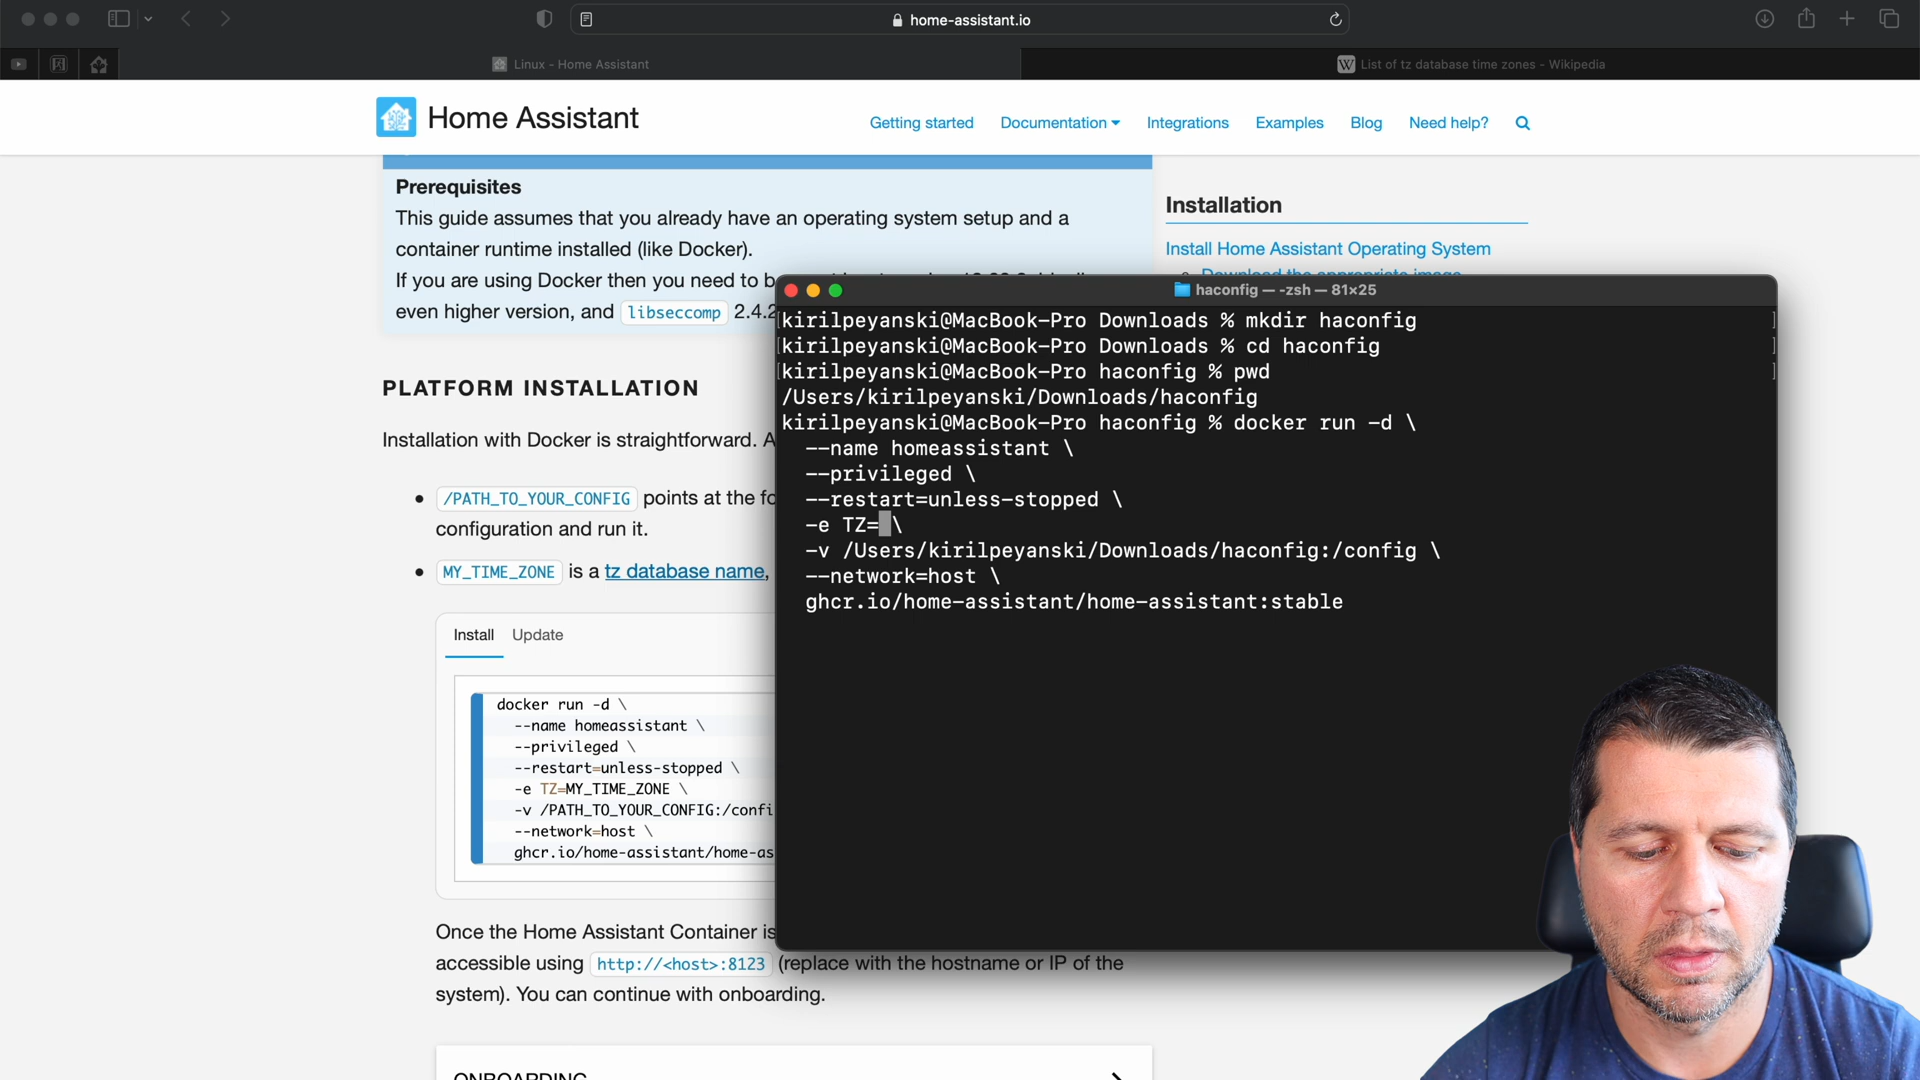 home-assistant.io
Linux - Home Assistant
List of tz database time zones - Wikipedia
Home Assistant
Getting started
Documentation
Integrations
Examples
Blog
Need help?
Prerequisites
This guide assumes that you already have an operating system setup and a
container runtime installed (like Docker).
If you are using Docker then you need to b
even higher version, and libseccomp 2.4.2
PLATFORM INSTALLATION
Installation with Docker is straightforward. A
/PATH_TO_YOUR_CONFIG points at the fo
configuration and run it.
MY_TIME_ZONE is a tz database name,
Install Update
docker run -d \
--name homeassistant \
--privileged \
--restart=unless-stopped \
-e TZ=MY_TIME_ZONE \
-v /PATH_TO_YOUR_CONFIG:/confi
--network=host \
ghcr.io/home-assistant/home-as
Once the Home Assistant Container is
accessible using http://<host>:8123 (replace with the hostname or IP of the
system). You can continue with onboarding.
ONBOARDING
Installation
Install Home Assistant Operating System
Download the appropriate image
haconfig — -zsh — 81×25
kirilpeyanski@MacBook-Pro Downloads % mkdir haconfig
kirilpeyanski@MacBook-Pro Downloads % cd haconfig
kirilpeyanski@MacBook-Pro haconfig % pwd
/Users/kirilpeyanski/Downloads/haconfig
kirilpeyanski@MacBook-Pro haconfig % docker run -d \
--name homeassistant \
--privileged \
--restart=unless-stopped \
-e TZ= \
-v /Users/kirilpeyanski/Downloads/haconfig:/config \
--network=host \
ghcr.io/home-assistant/home-assistant:stable